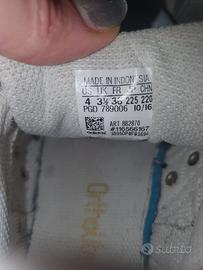 MADE IN INDONESIA
US UK FR JP CHN
4 3½ 36 225 220
PGD 789006 10/16
ART BB2870
#116566167
Ortholite
subito